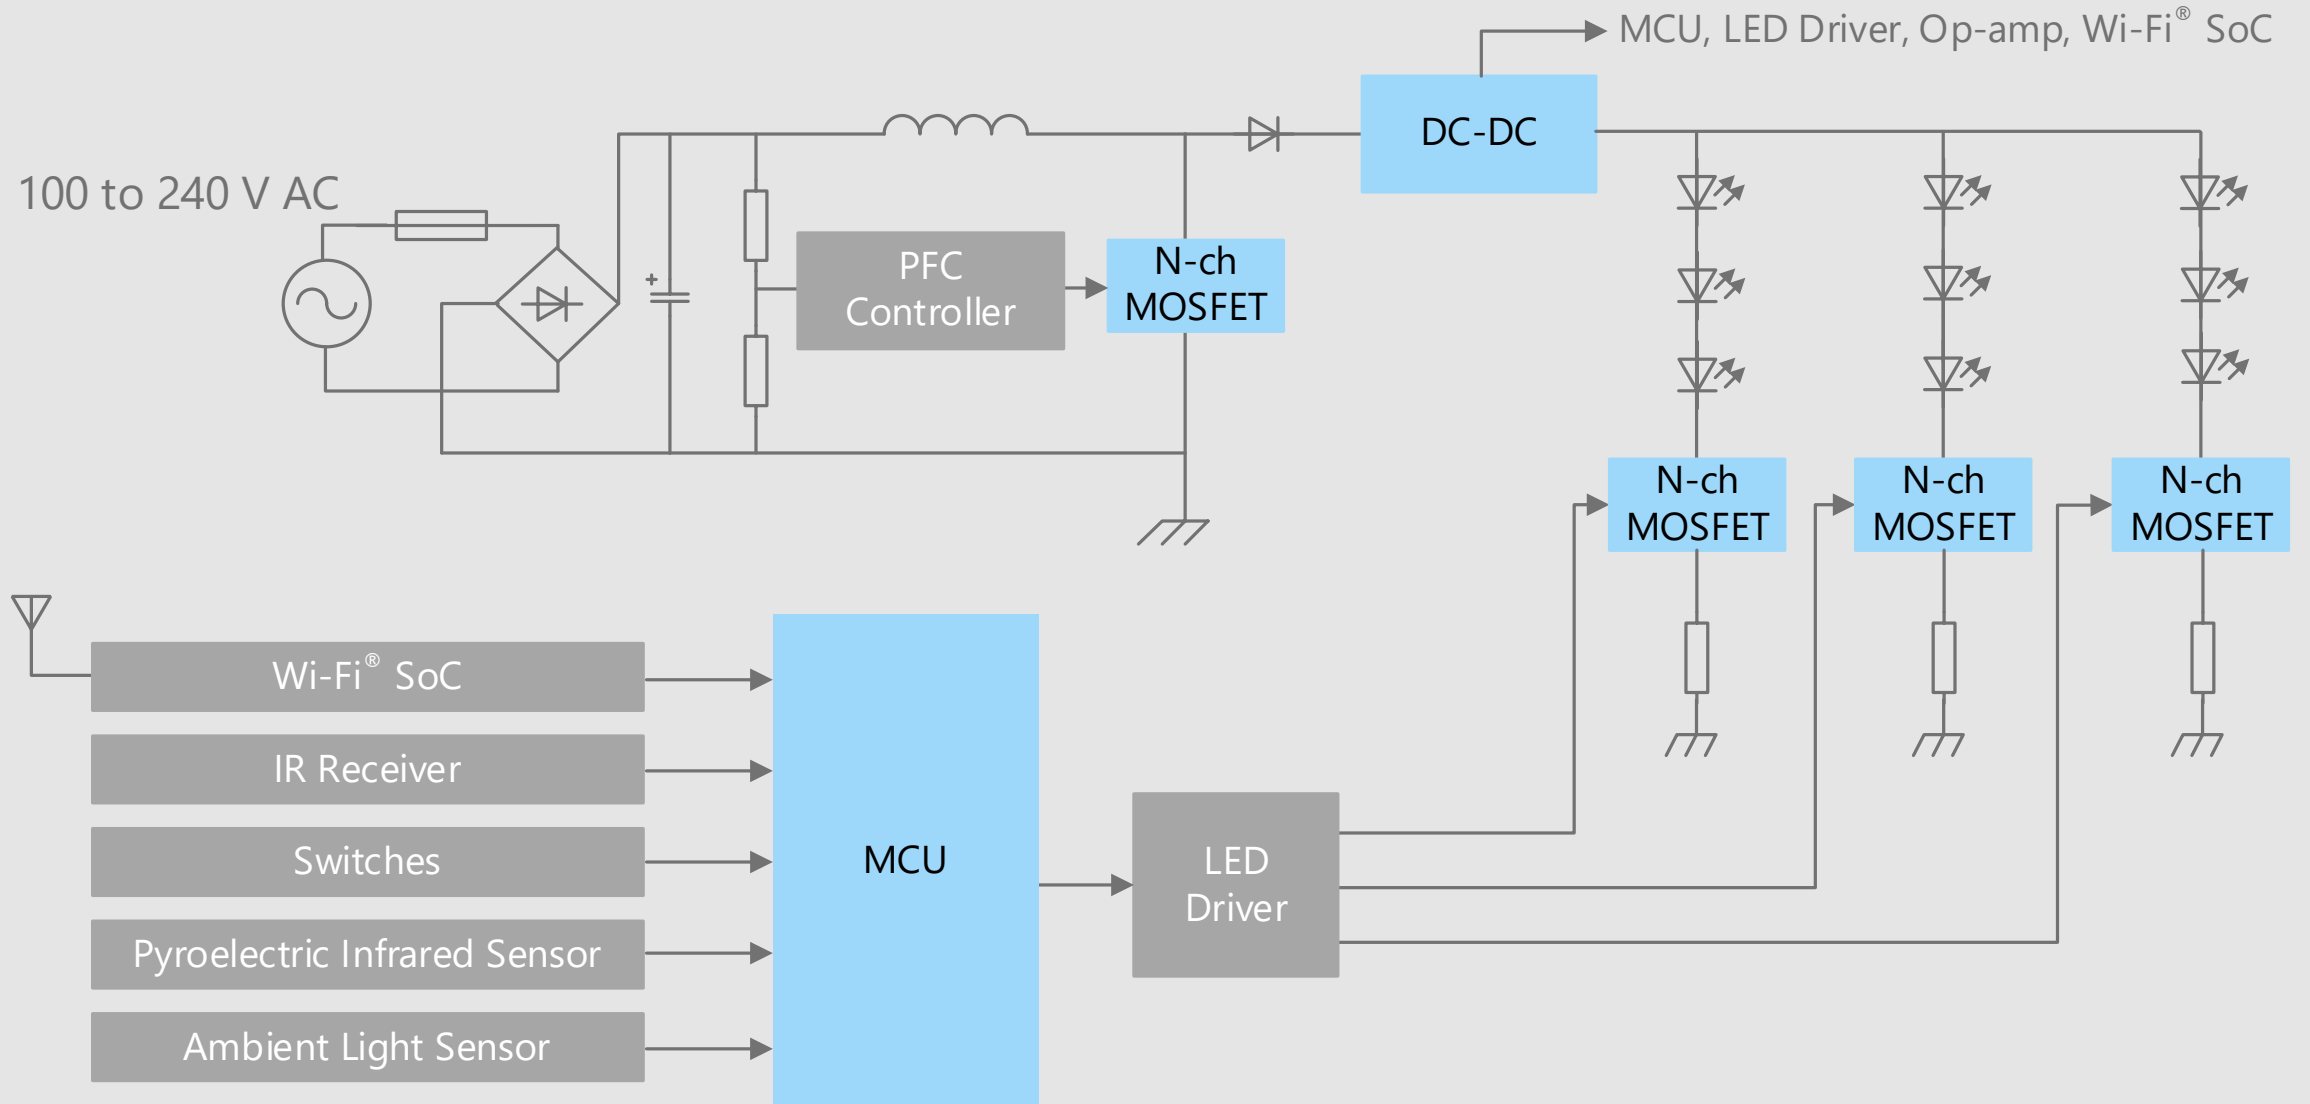 MCU, LED Driver, Op-amp, Wi-Fi® SoC
DC-DC
100 to 240 V AC
PFC
Controller
N-ch
MOSFET
N-ch
MOSFET
N-ch
MOSFET
N-ch
MOSFET
Wi-Fi® SoC
IR Receiver
Switches
Pyroelectric Infrared Sensor
Ambient Light Sensor
MCU
LED
Driver